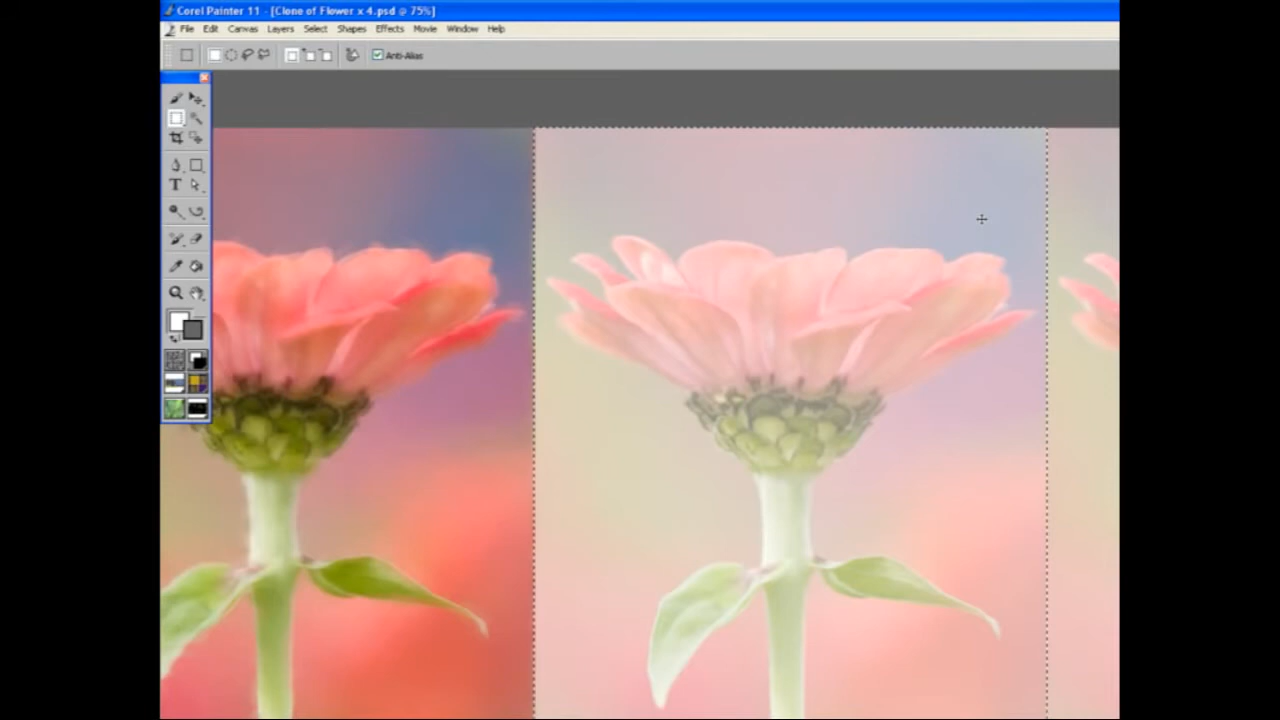 Corel Painter 11 - [Clone of Flower x 4.psd @ 75%]
File Edit Canvas Layers Select Shapes Effects Movie Window Help
Anti-Alias
T